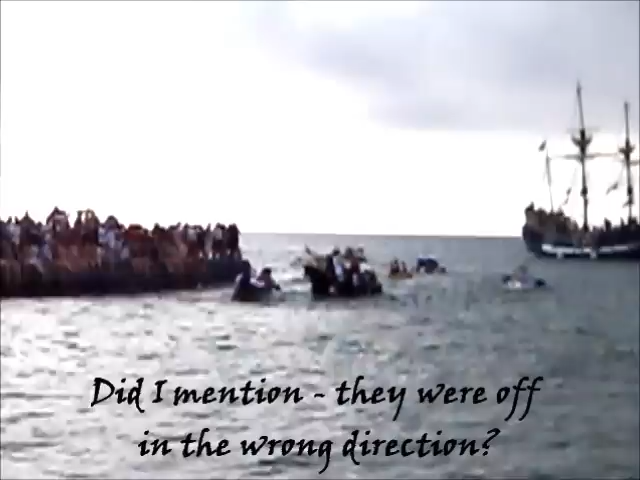 Did I mention - they were off
in the wrong direction?